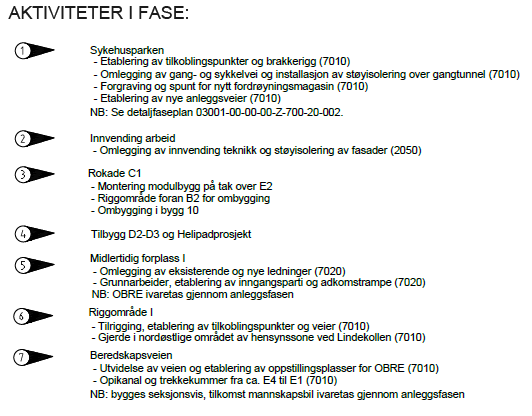 AKTIVITETER I FASE:
1 Sykehusparken
- Etablering av tilkoblingspunkter og brakkerigg (7010)
- Omlegging av gang- og sykkelvei og installasjon av støyisolering over gangtunnel (7010)
- Forgraving og spunt for nytt fordrøyningsmagasin (7010)
- Etablering av nye anleggsveier (7010)
NB: Se detaljfaseplan 03001-00-00-00-Z-700-20-002.
2 Innvending arbeid
- Omlegging av innvending teknikk og støyisolering av fasader (2050)
3 Rokade C1
- Montering modulbygg på tak over E2
- Riggområde foran B2 for ombygging
- Ombygging i bygg 10
4 Tilbygg D2-D3 og Helipadprosjekt
5 Midlertidig forplass I
- Omlegging av eksisterende og nye ledninger (7020)
- Grunnarbeider, etablering av inngangsparti og adkomstrampe (7020)
NB: OBRE ivaretas gjennom anleggsfasen
6 Riggområde I
- Tilrigging, etablering av tilkoblingspunkter og veier (7010)
- Gjerde i nordøstlige området av hensynssone ved Lindekollen (7010)
7 Beredskapsveien
- Utvidelse av veien og etablering av oppstillingsplasser for OBRE (7010)
- Opikanal og trekkekummer fra ca. E4 til E1 (7010)
NB: bygges seksjonsvis, tilkomst mannskapsbil ivaretas gjennom anleggsfasen